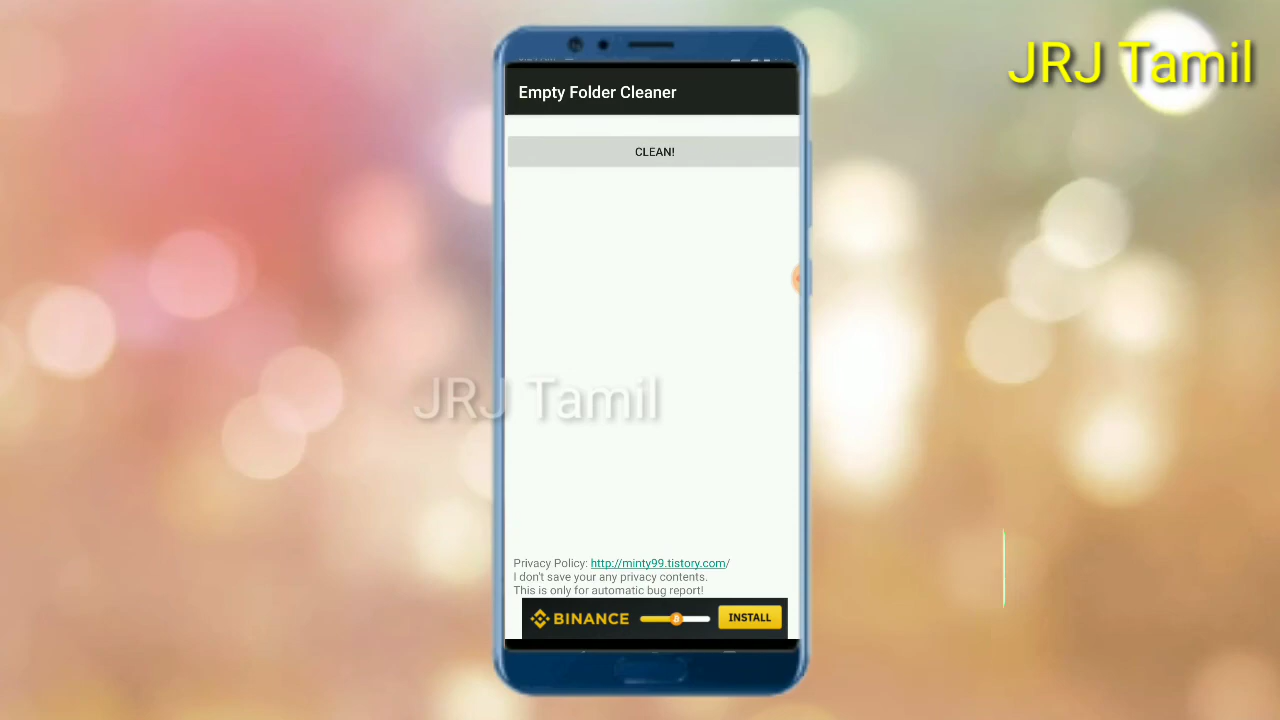 JRJ Tamil
Empty Folder Cleaner
CLEAN!
JRJ Tamil
Privacy Policy: http://minty99.tistory.com/
I don't save your any privacy contents.
This is only for automatic bug report!
BINANCE INSTALL